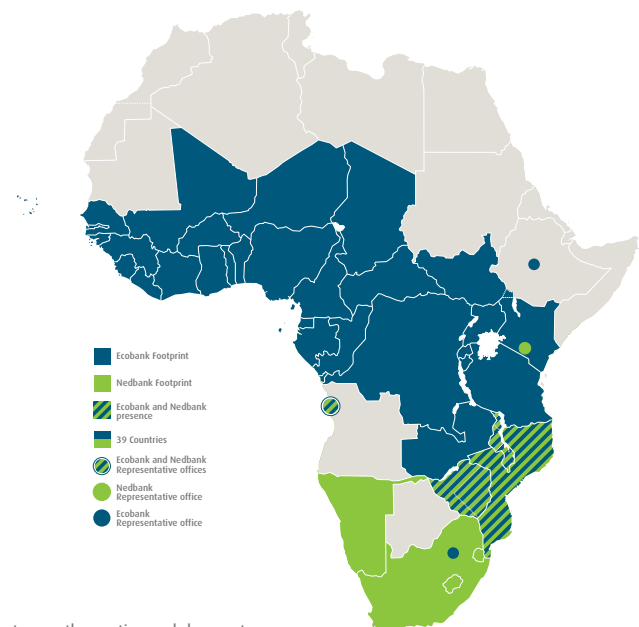 Ecobank Footprint
Nedbank Footprint
Ecobank and Nedbank
presence
39 Countries
Ecobank and Nedbank
Representative offices
Nedbank
Representative office
Ecobank
Representative office